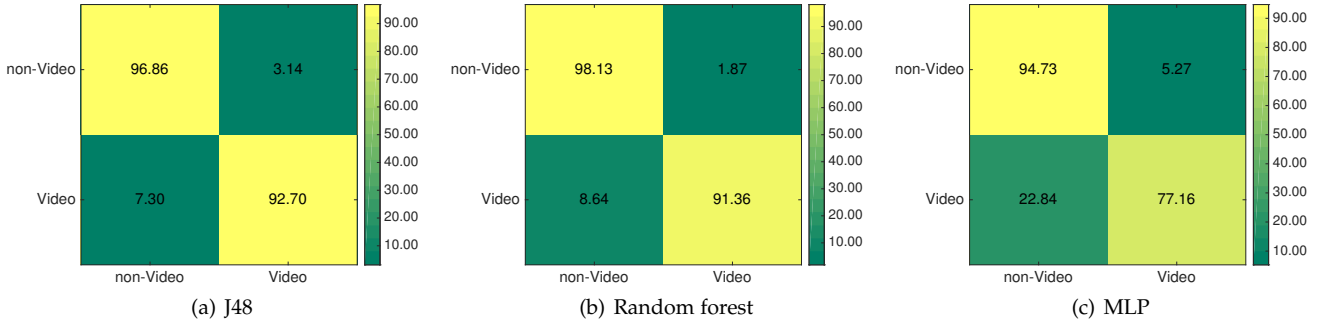 non-Video 96.86 3.14
Video 7.30 92.70
non-Video Video
90.00
80.00
70.00
60.00
50.00
40.00
30.00
20.00
10.00
(a) J48
non-Video 98.13 1.87
Video 8.64 91.36
non-Video Video
90.00
80.00
70.00
60.00
50.00
40.00
30.00
20.00
10.00
(b) Random forest
non-Video 94.73 5.27
Video 22.84 77.16
non-Video Video
90.00
80.00
70.00
60.00
50.00
40.00
30.00
20.00
10.00
(c) MLP